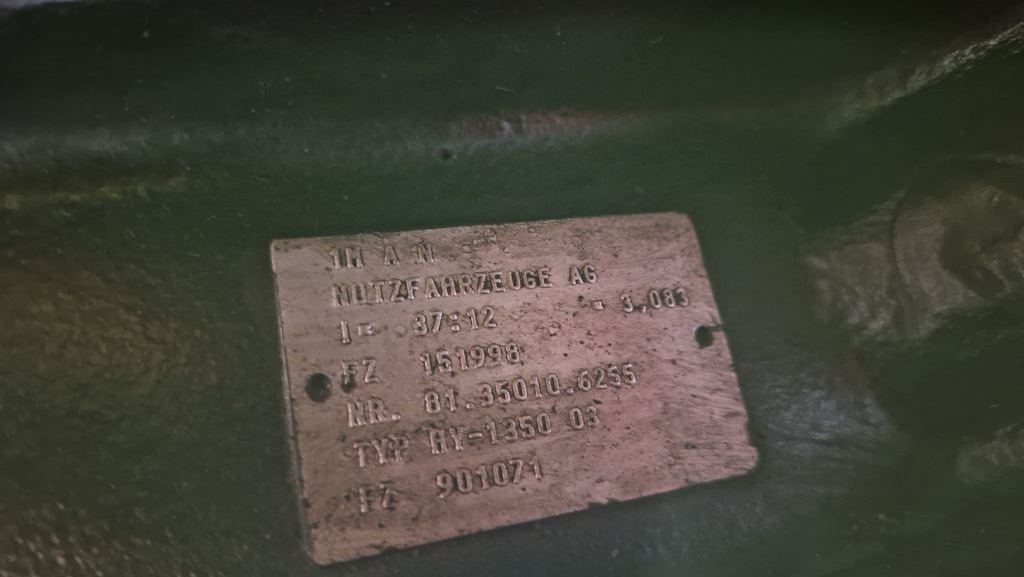 M A N
NUTZFAHRZEUGE AG
I= 37:12 = 3,083
FZ 151998
NR. 81.35010.6255
TYP HY-1350 03
FZ 901071